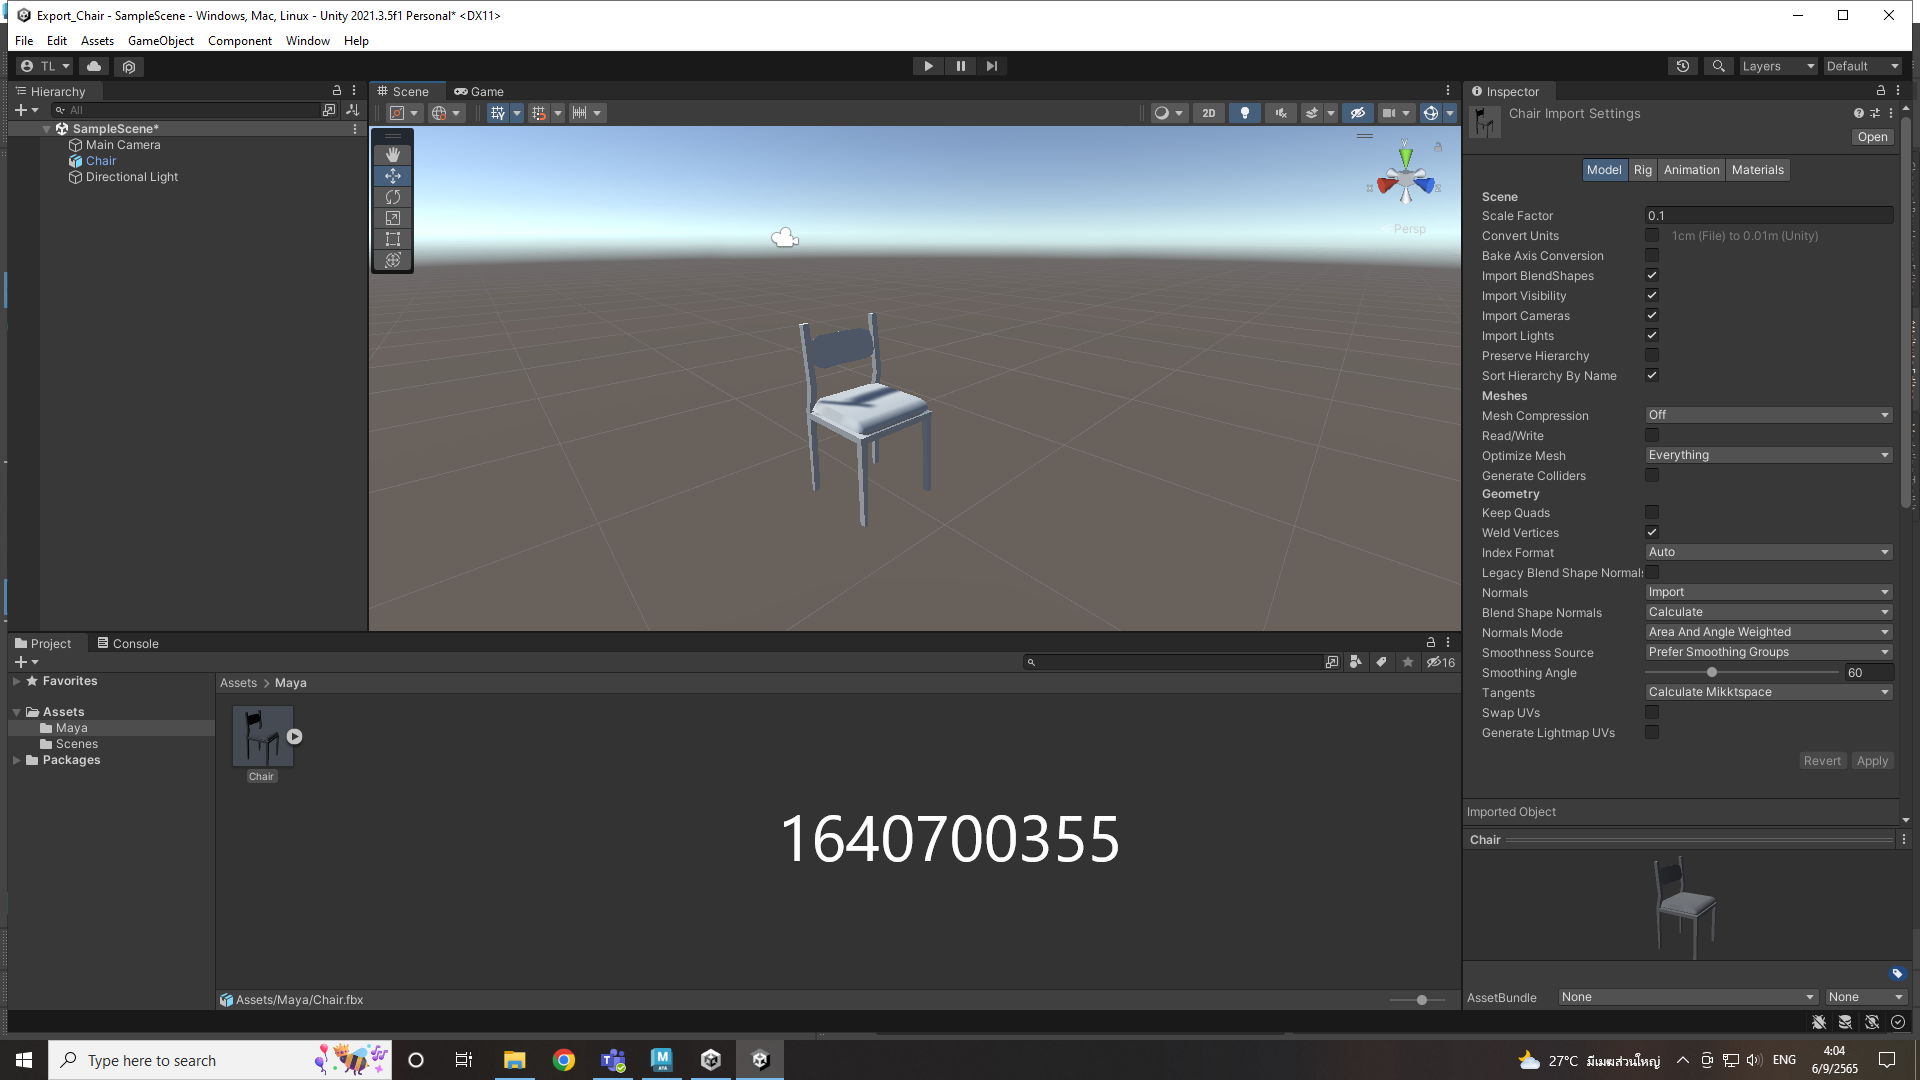 Export_Chair - SampleScene - Windows, Mac, Linux - Unity 2021.3.5f1 Personal* <DX11>
File Edit Assets GameObject Component Window Help
TL Layers Default
Hierarchy
All
SampleScene*
Main Camera
Chair
Directional Light
Scene Game
2D
y
x z
Persp
Inspector
Chair Import Settings
Open
Model Rig Animation Materials
Scene
Scale Factor 0.1
Convert Units 1cm (File) to 0.01m (Unity)
Bake Axis Conversion
Import BlendShapes
Import Visibility
Import Cameras
Import Lights
Preserve Hierarchy
Sort Hierarchy By Name
Meshes
Mesh Compression Off
Read/Write
Optimize Mesh Everything
Generate Colliders
Geometry
Keep Quads
Weld Vertices
Index Format Auto
Legacy Blend Shape Normals
Normals Import
Blend Shape Normals Calculate
Normals Mode Area And Angle Weighted
Smoothness Source Prefer Smoothing Groups
Smoothing Angle 60
Tangents Calculate Mikktspace
Swap UVs
Generate Lightmap UVs
Revert Apply
Imported Object
Chair
AssetBundle None None
Project Console
16
Favorites
Assets
Maya
Scenes
Packages
Assets > Maya
Chair
1640700355
Assets/Maya/Chair.fbx
Type here to search
27°C มีเมฆส่วนใหญ่ ENG
4:04
6/9/2565